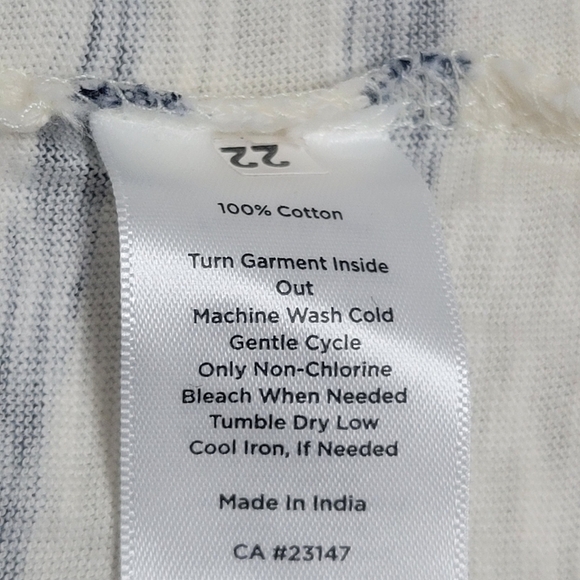 22
100% Cotton
Turn Garment Inside
Out
Machine Wash Cold
Gentle Cycle
Only Non-Chlorine
Bleach When Needed
Tumble Dry Low
Cool Iron, If Needed
Made In India
CA #23147